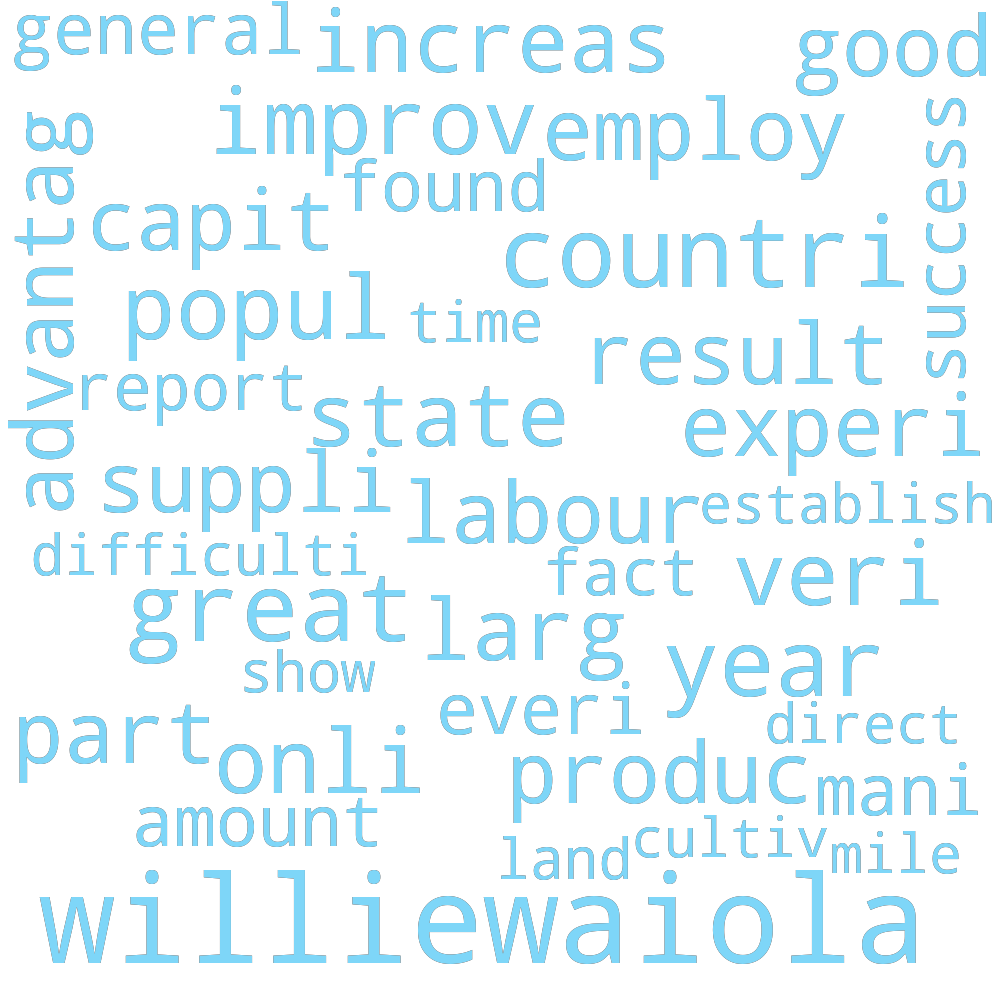 general increas good
improv employ
advantag found success
capit countri
popul time result
report state experi
suppli labour establish
difficulti fact veri
great larg
show year
part everi direct
onli produc mani
amount cultiv mile
land
williewaiola